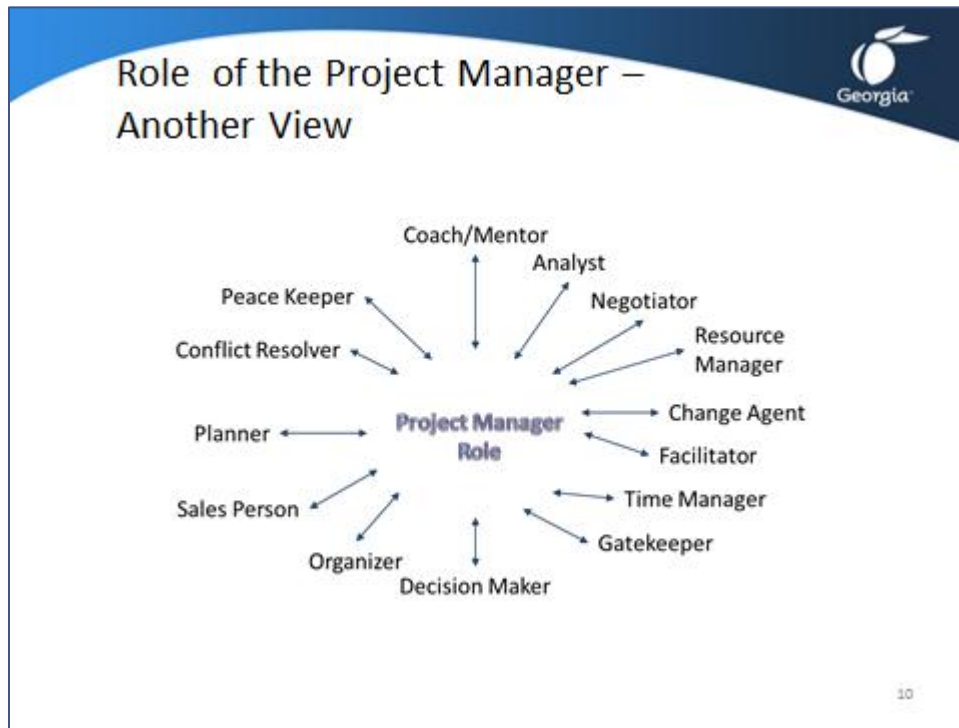 Role of the Project Manager –
Another View
Georgia
Coach/Mentor
Analyst
Negotiator
Resource
Manager
Change Agent
Facilitator
Time Manager
Gatekeeper
Decision Maker
Organizer
Sales Person
Planner
Conflict Resolver
Peace Keeper
Project Manager
Role
10